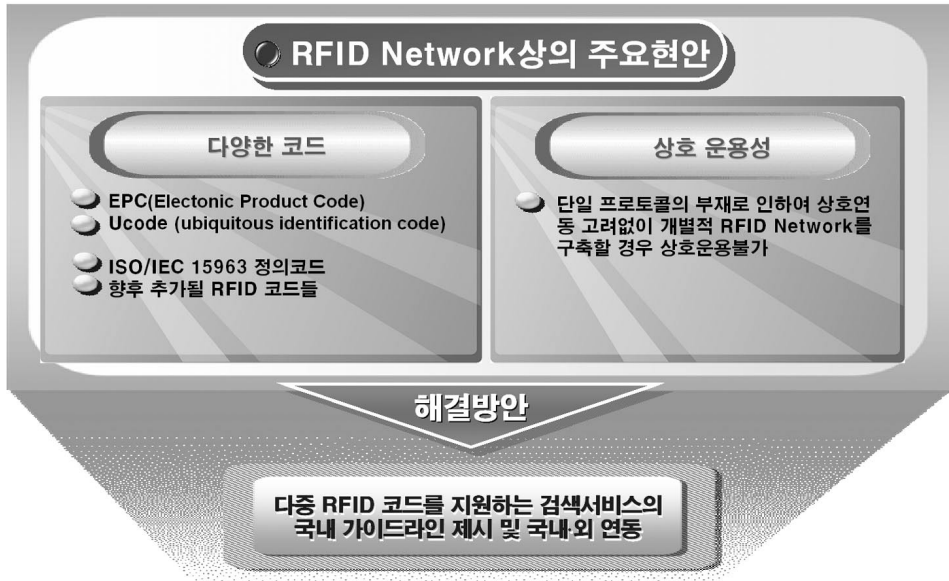 RFID Network상의 주요현안
다양한 코드
EPC(Electonic Product Code)
Ucode (ubiquitous identification code)
ISO/IEC 15963 정의코드
향후 추가될 RFID 코드들
상호 운용성
단일 프로토콜의 부재로 인하여 상호연
동 고려없이 개별적 RFID Network를
구축할 경우 상호운용불가
해결방안
다중 RFID 코드를 지원하는 검색서비스의
국내 가이드라인 제시 및 국내·외 연동